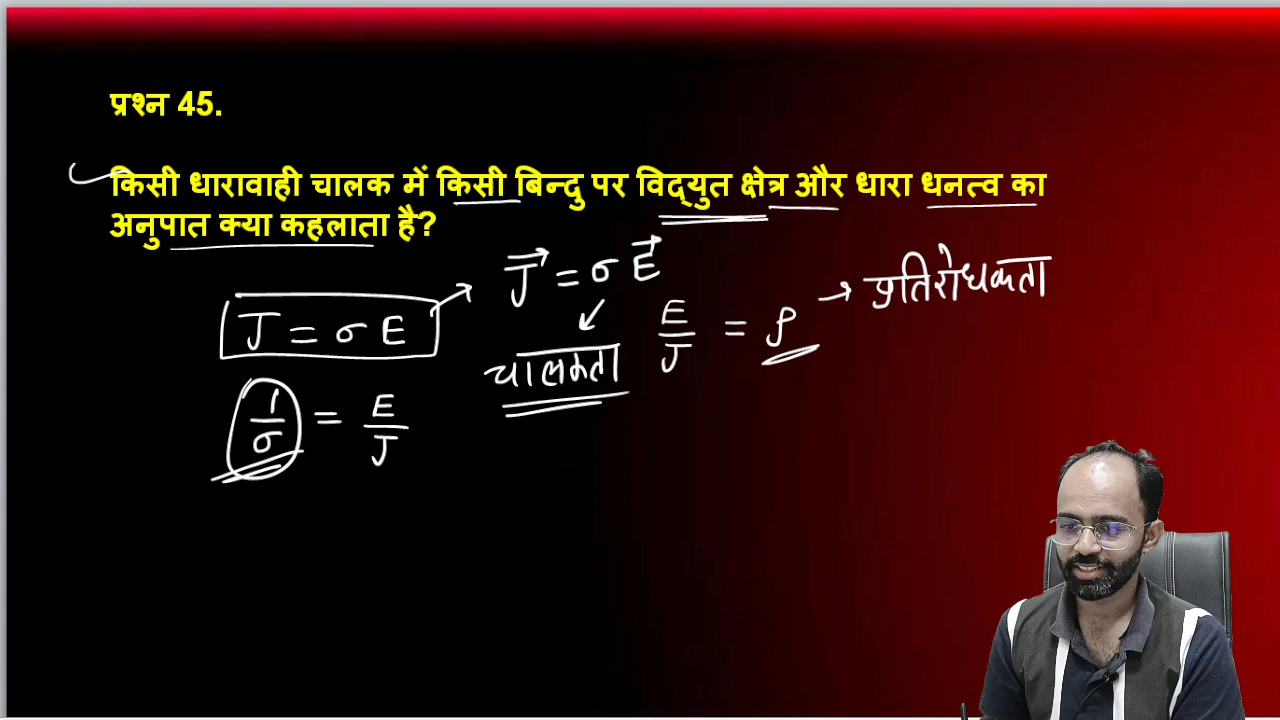 प्रश्न 45.
किसी धारावाही चालक में किसी बिन्दु पर विद्युत क्षेत्र और धारा धनत्व का
अनुपात क्या कहलाता है?
J = σ E
J = σ E
चालकता
E/J = ρ
प्रतिरोधकता
1/σ = E/J